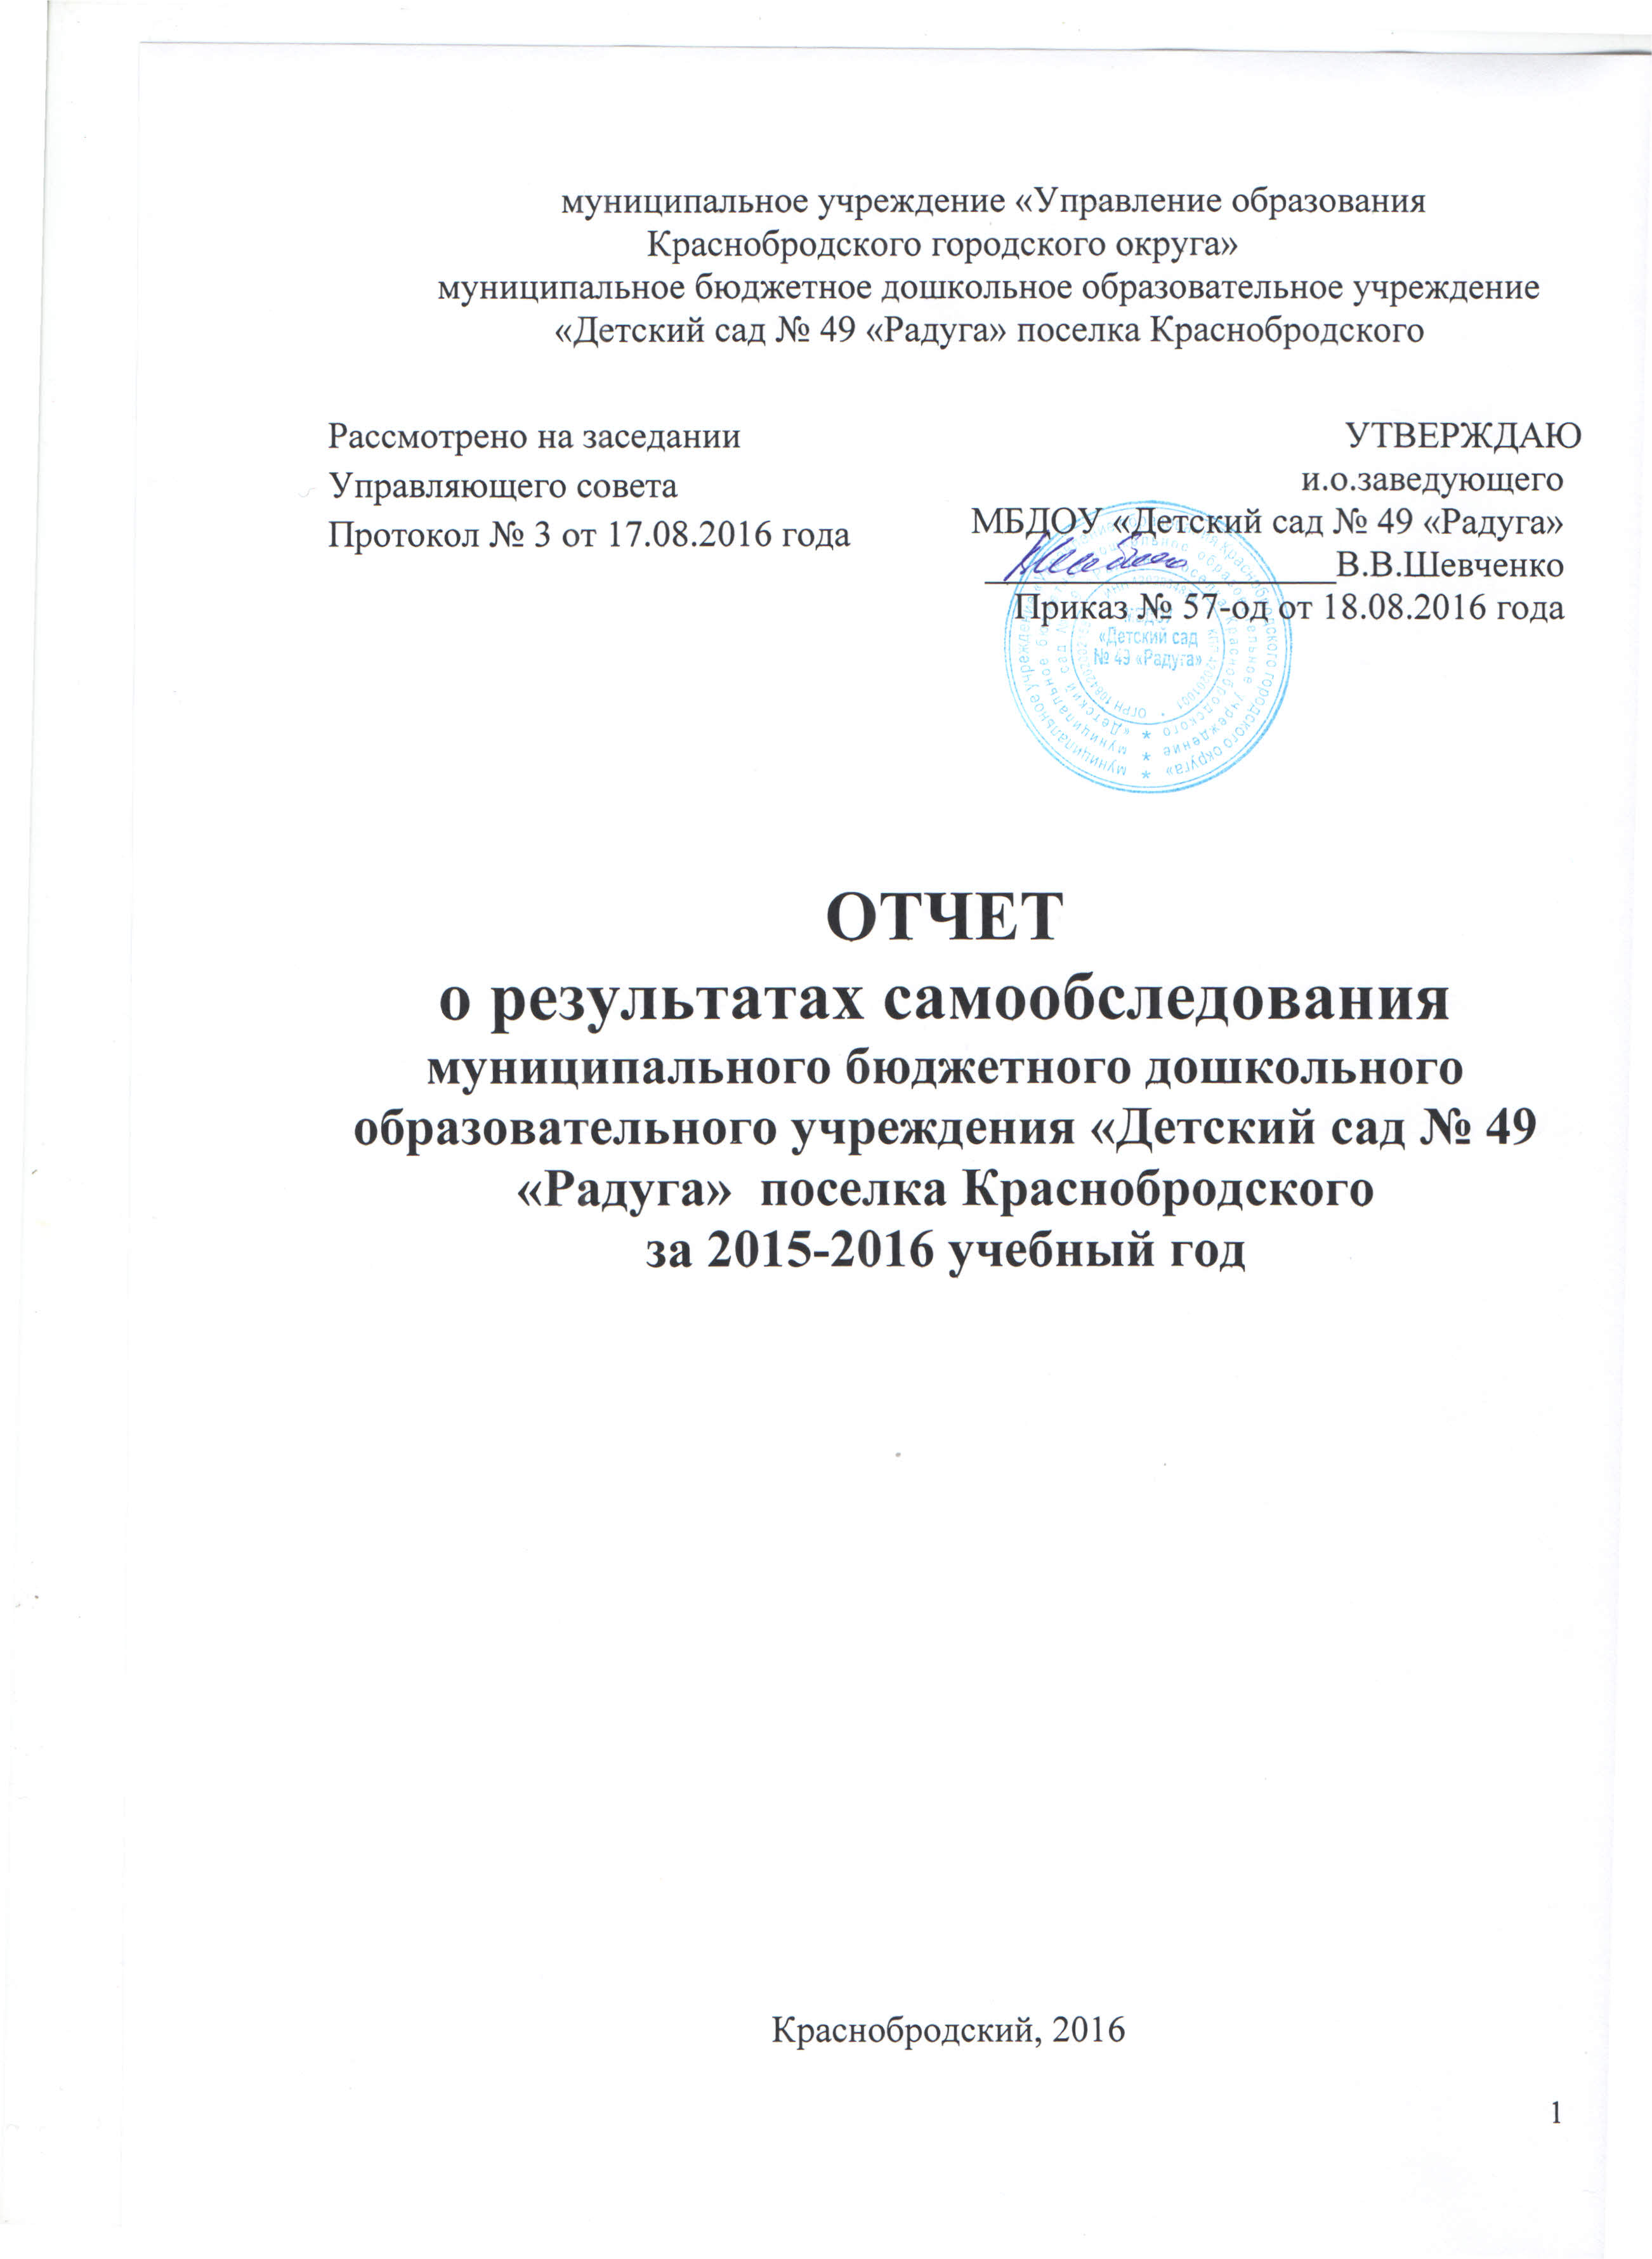 муниципальное учреждение «Управление образования
Краснобродского городского округа»
муниципальное бюджетное дошкольное образовательное учреждение
«Детский сад № 49 «Радуга» поселка Краснобродского
Рассмотрено на заседании
Управляющего совета
Протокол № 3 от 17.08.2016 года
УТВЕРЖДАЮ
и.о.заведующего
МБДОУ «Детский сад № 49 «Радуга»
В.В.Шевченко
Приказ № 57-од от 18.08.2016 года
«Детский сад
№ 49 «Радуга»
ОТЧЕТ
о результатах самообследования
муниципального бюджетного дошкольного
образовательного учреждения «Детский сад № 49
«Радуга» поселка Краснобродского
за 2015-2016 учебный год
Краснобродский, 2016
1